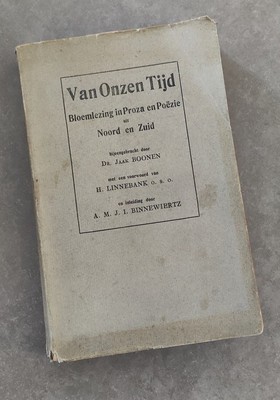 Van Onzen Tijd
Bloemlezing in Proza en Poëzie
uit
Noord en Zuid
bijeengebracht door
Dr. Jaak BOONEN
met een voorwoord van
H. LINNEBANK O. S. O.
en inleiding door
A. M. J. I. BINNEWIERTZ